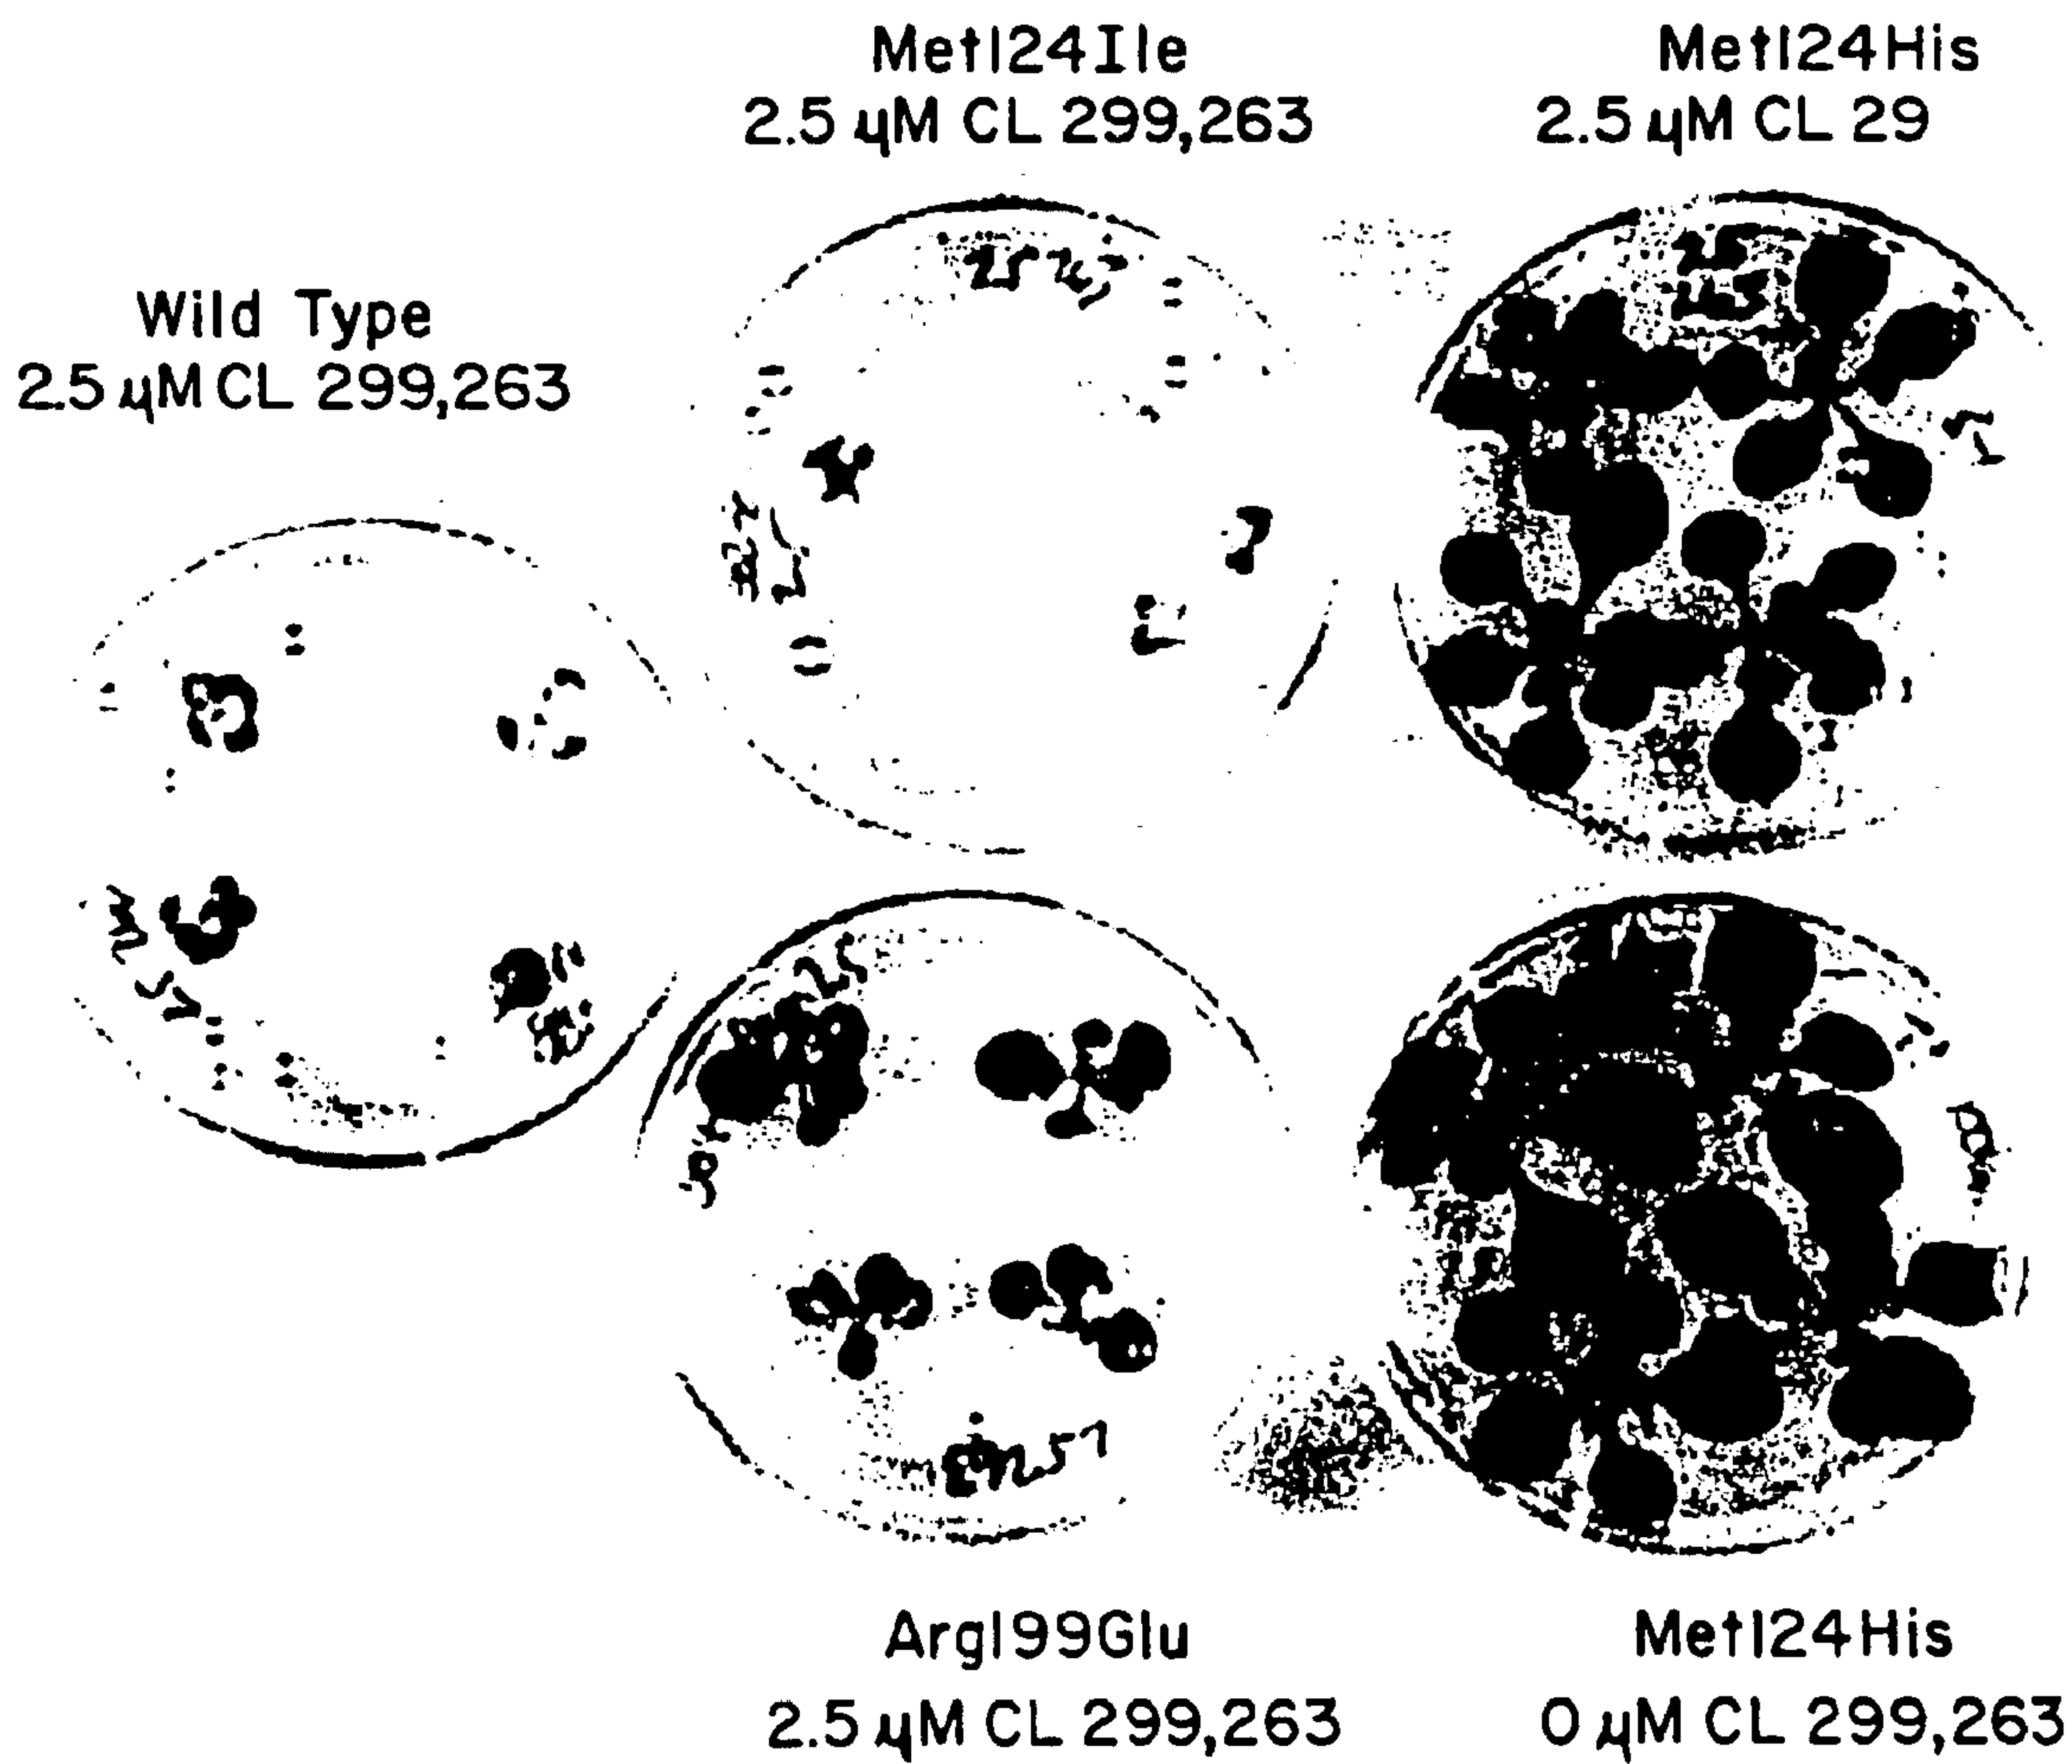 Met124Ile
2.5 µM CL 299,263
Met124His
2.5 µM CL 29
Wild Type
2.5 µM CL 299,263
Arg199Glu
2.5 µM CL 299,263
Met124His
0 µM CL 299,263